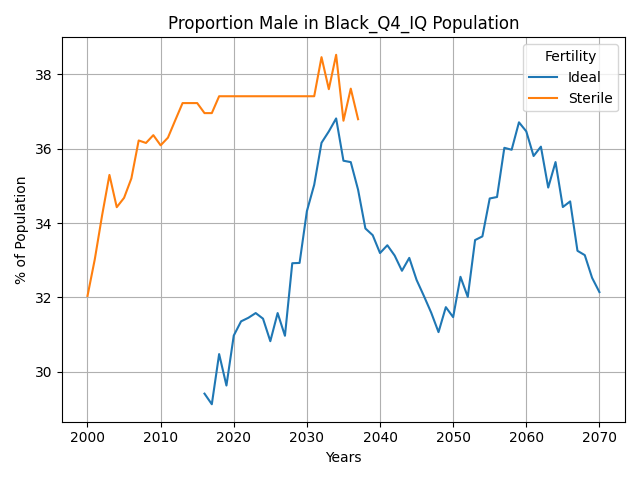 Proportion Male in Black_Q4_IQ Population
% of Population
38
36
34
32
30
Fertility
Ideal
Sterile
2000 2010 2020 2030 2040 2050 2060 2070
Years